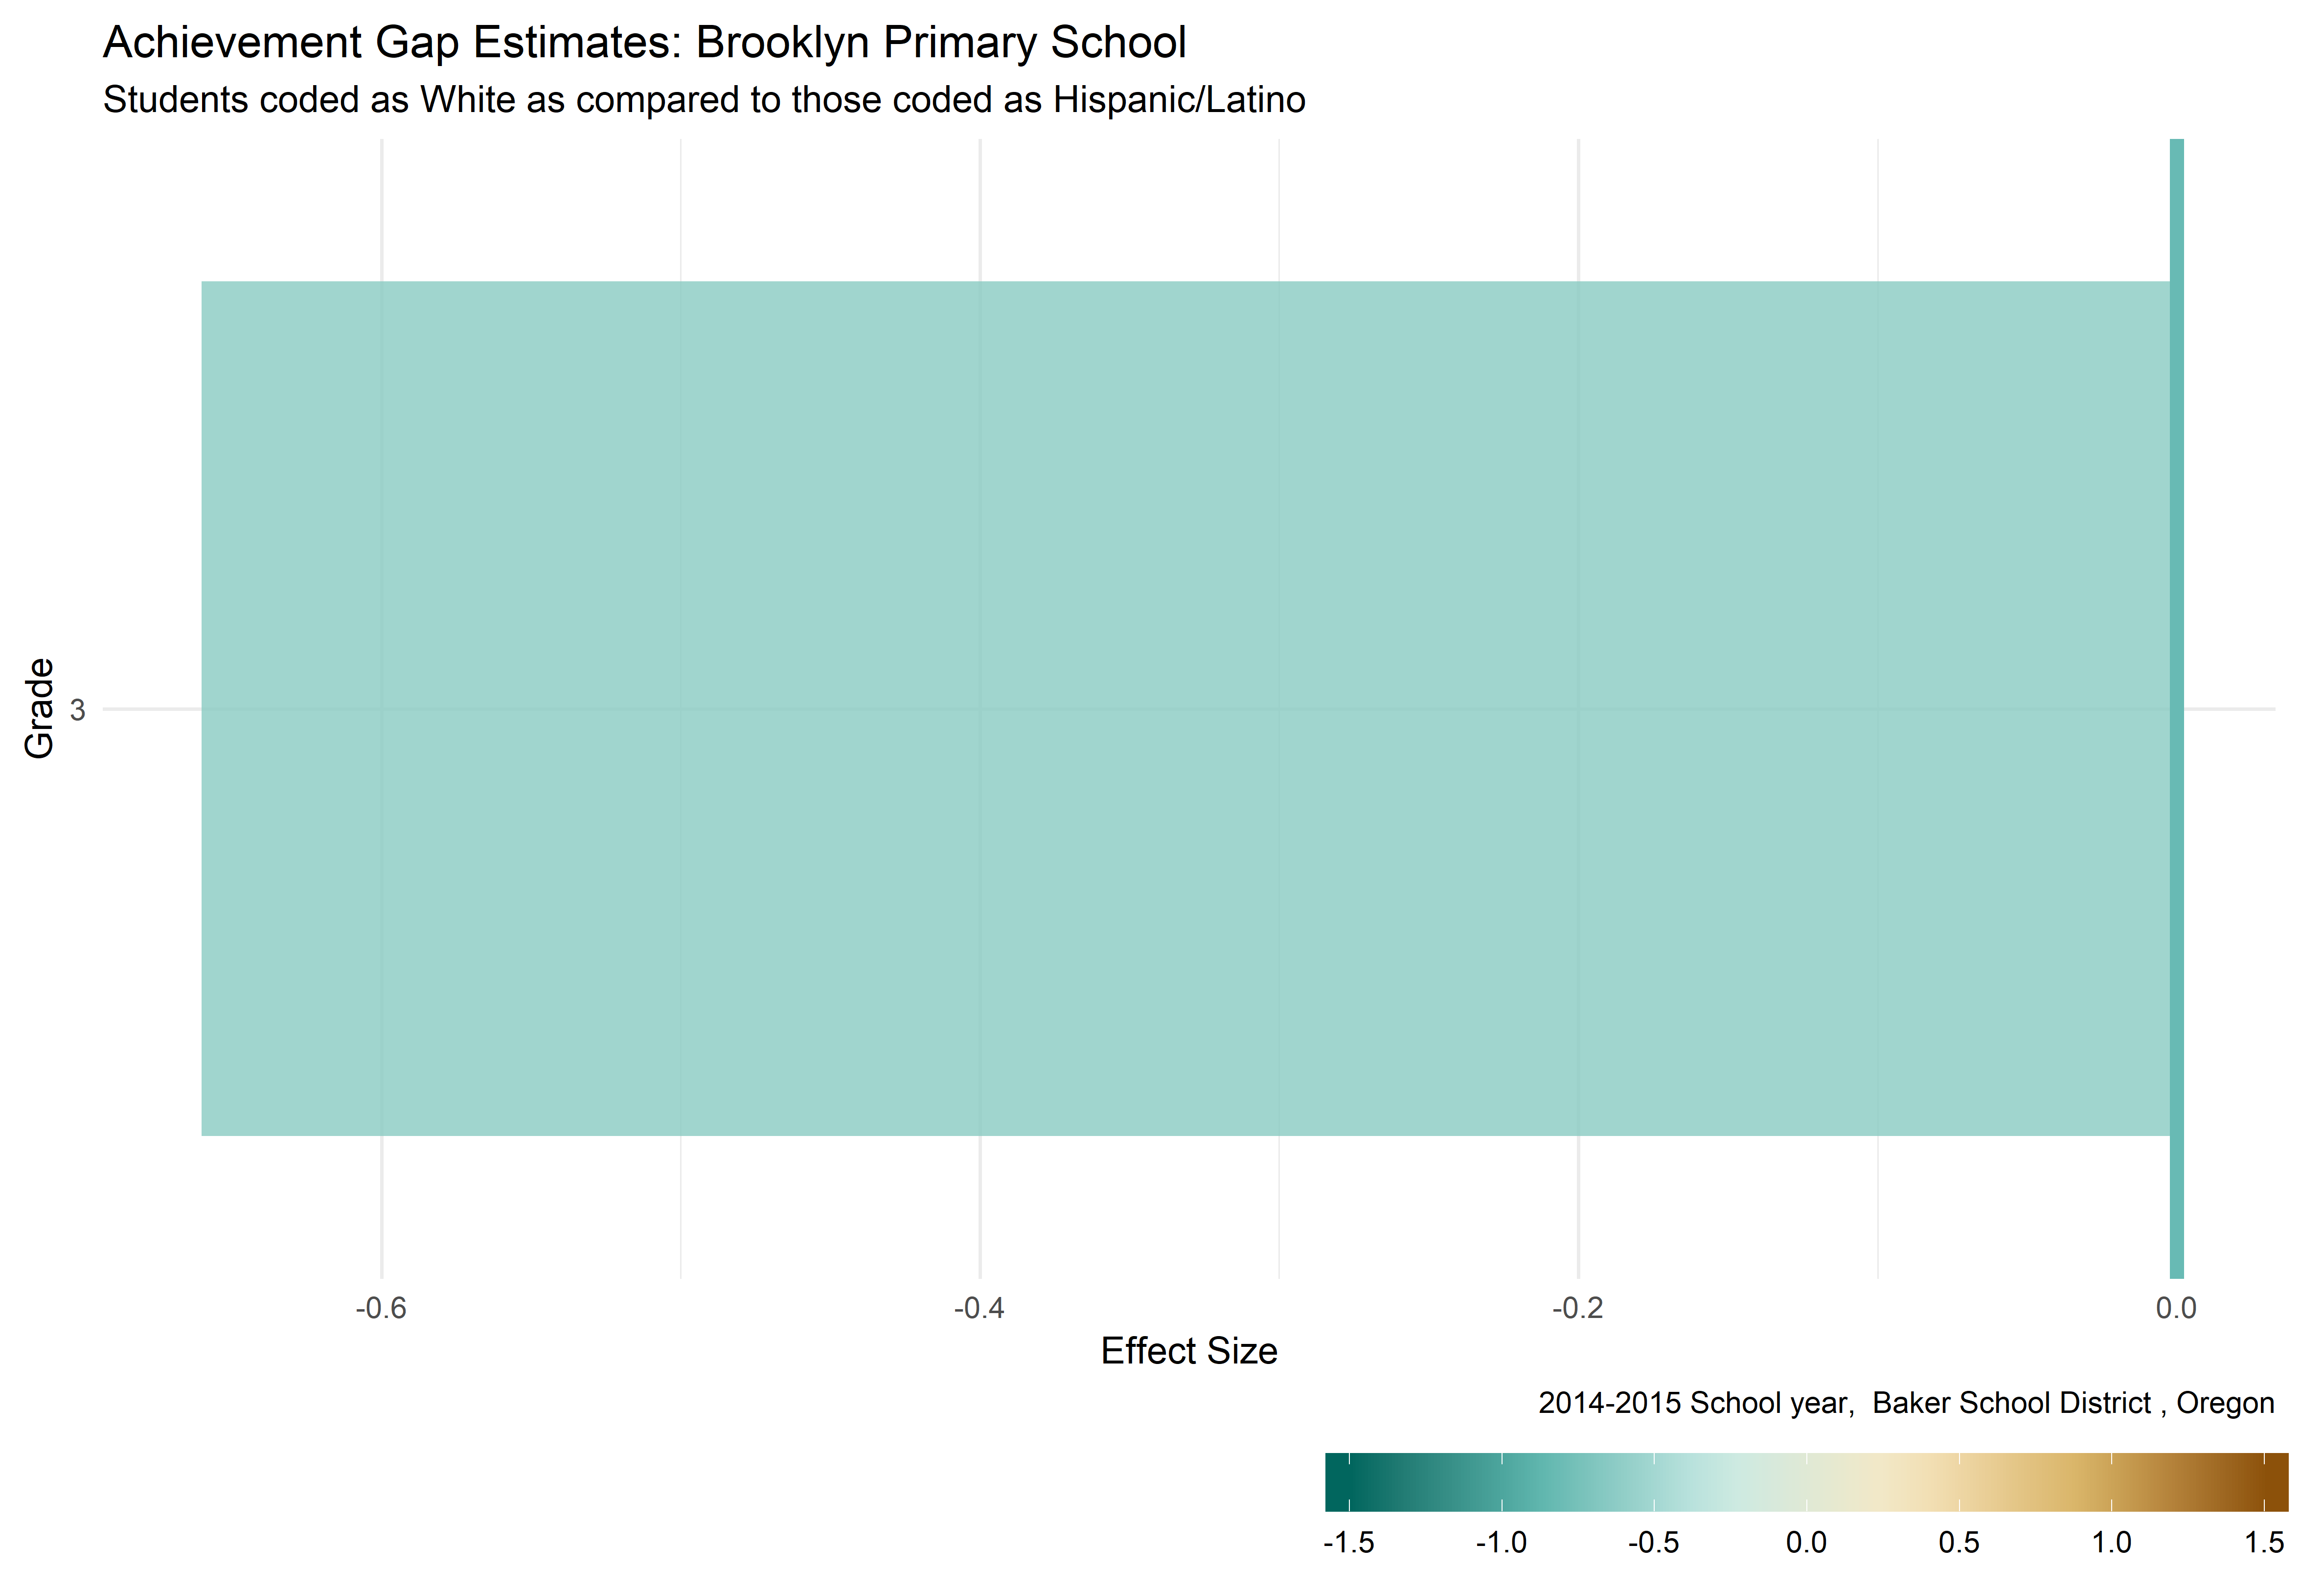 Achievement Gap Estimates: Brooklyn Primary School
Students coded as White as compared to those coded as Hispanic/Latino
Grade
3
-0.6 -0.4 -0.2 0.0
Effect Size
2014-2015 School year,  Baker School District , Oregon
-1.5 -1.0 -0.5 0.0 0.5 1.0 1.5